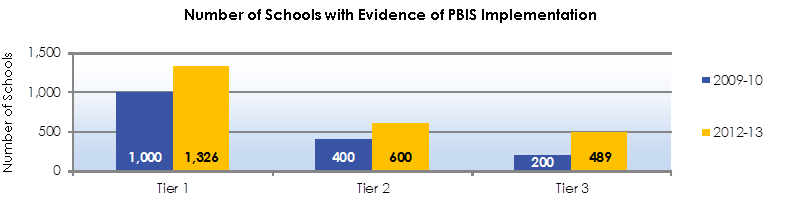 Number of Schools with Evidence of PBIS Implementation
Number of Schools
1,500
1,000
500
0
1,000
1,326
400
600
200
489
Tier 1
Tier 2
Tier 3
2009-10
2012-13